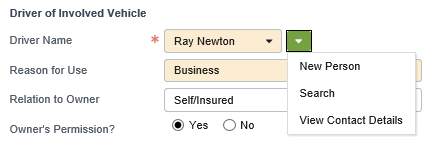 Driver of Involved Vehicle
Driver Name * Ray Newton
New Person
Reason for Use Business
Search
Relation to Owner Self/Insured
View Contact Details
Owner's Permission? Yes No